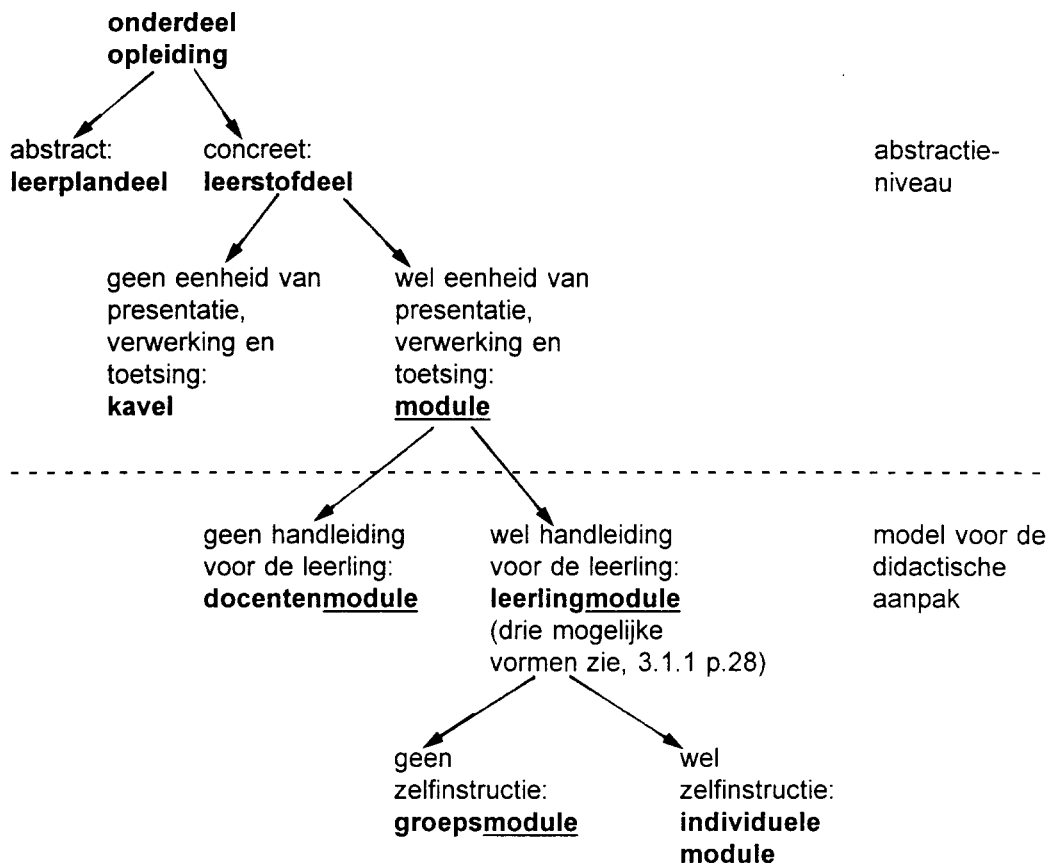 onderdeel
opleiding
abstract:
leerplandeel
concreet:
leerstofdeel
abstractie-
niveau
geen eenheid van
presentatie,
verwerking en
toetsing:
kavel
wel eenheid van
presentatie,
verwerking en
toetsing:
module
geen handleiding
voor de leerling:
docentenmodule
wel handleiding
voor de leerling:
leerlingmodule
(drie mogelijke
vormen zie, 3.1.1 p.28)
model voor de
didactische
aanpak
geen
zelfinstructie:
groepsmodule
wel
zelfinstructie:
individuele
module